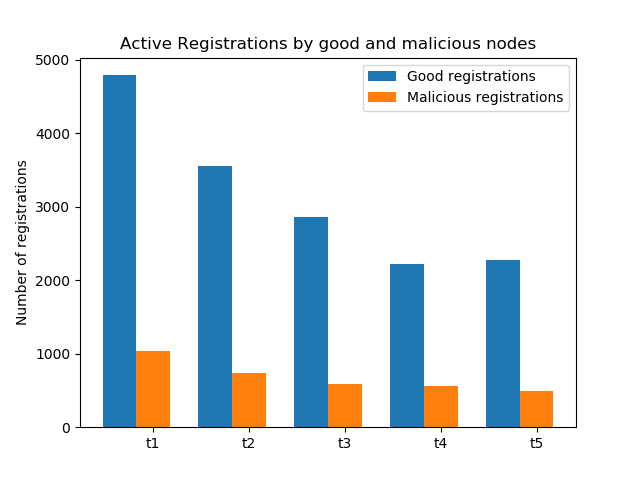 Active Registrations by good and malicious nodes
Good registrations
Malicious registrations
Number of registrations
5000
4000
3000
2000
1000
0
t1 t2 t3 t4 t5